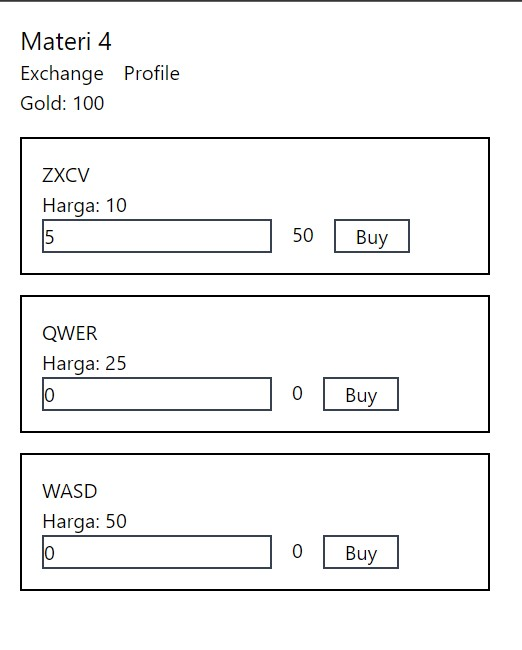 Materi 4
Exchange Profile
Gold: 100
ZXCV
Harga: 10
5 50 Buy
QWER
Harga: 25
0 0 Buy
WASD
Harga: 50
0 0 Buy